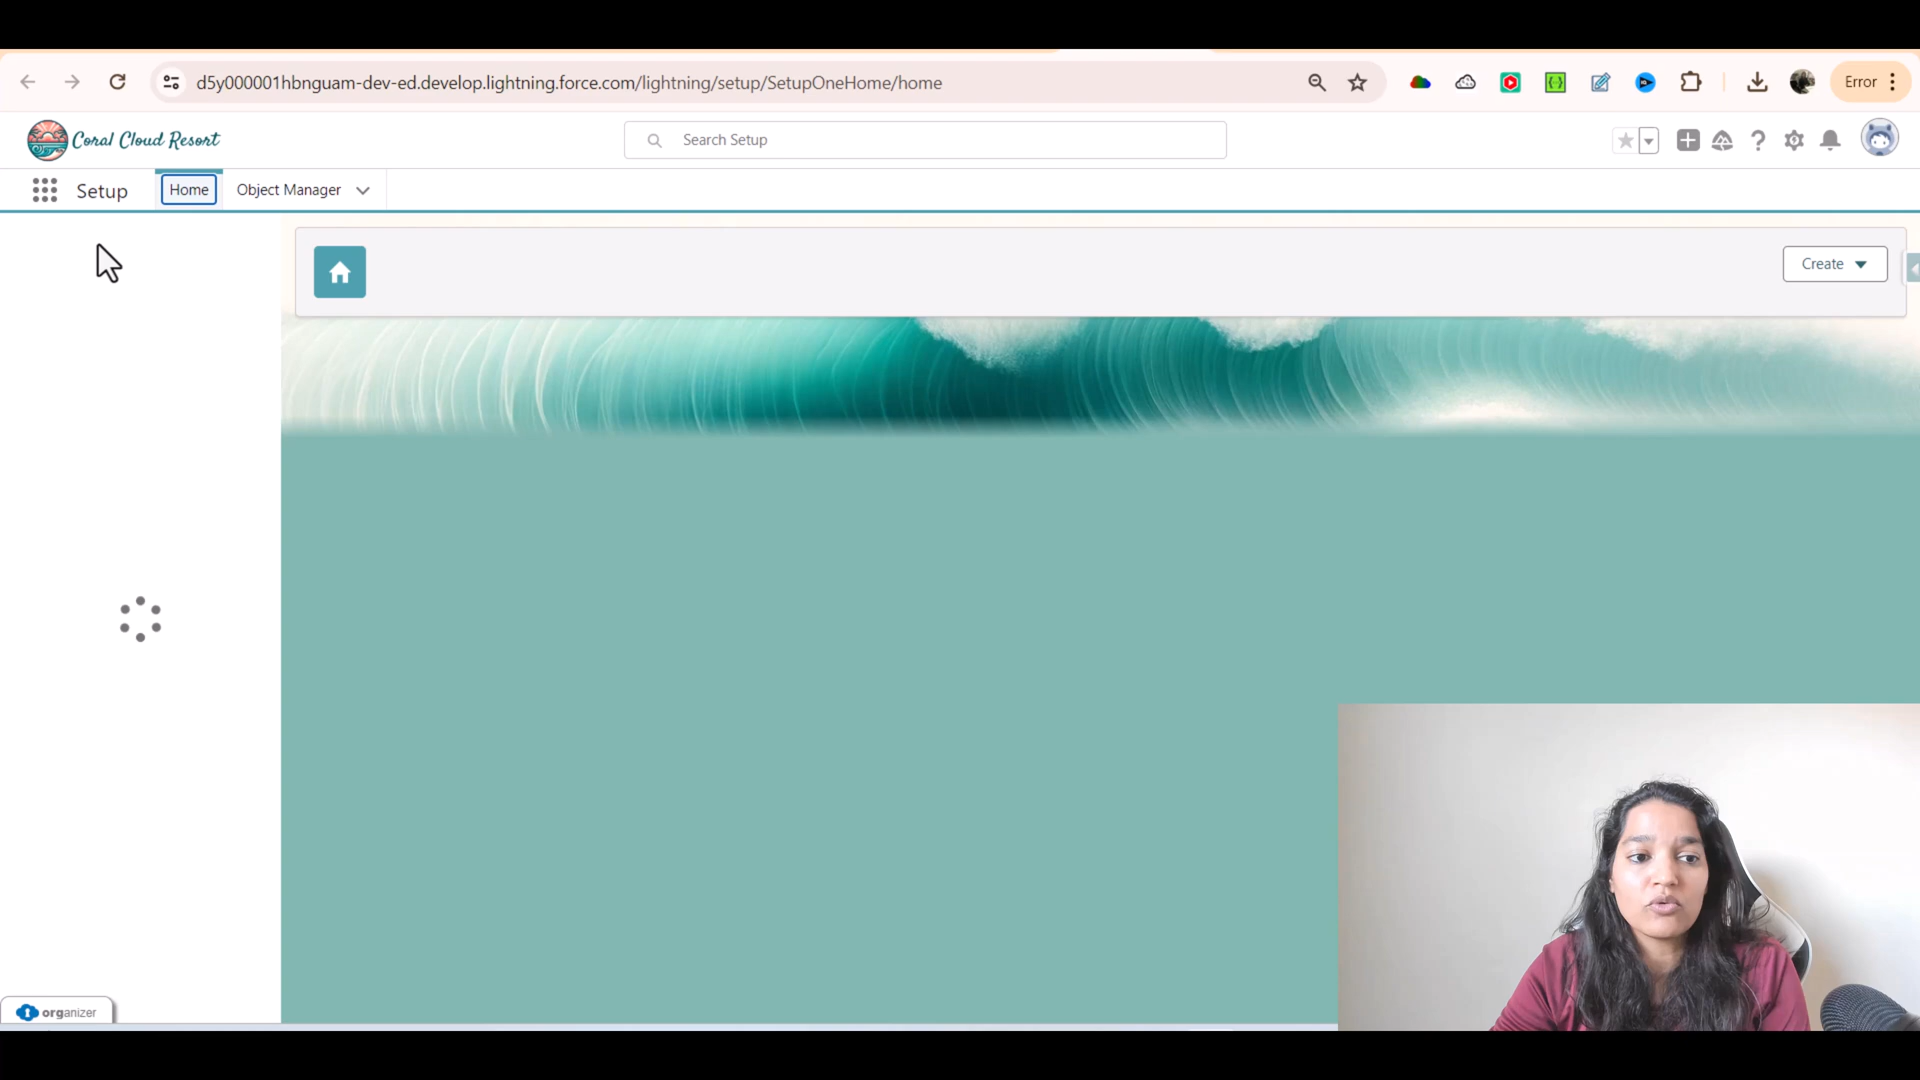 d5y000001hbnguam-dev-ed.develop.lightning.force.com/lightning/setup/SetupOneHome/home
Error
Coral Cloud Resort
Search Setup
Setup
Home
Object Manager
Create
organizer